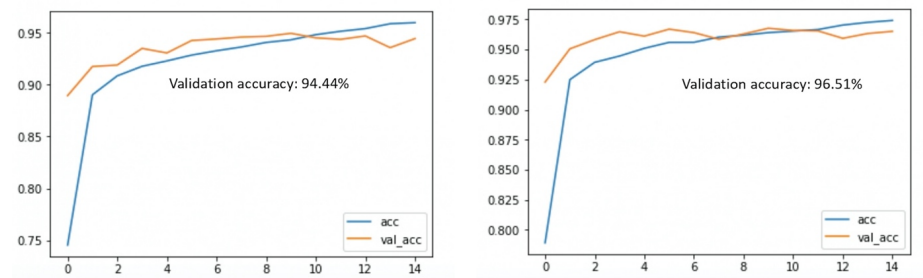 0.95
0.90
0.85
0.80
0.75
Validation accuracy: 94.44%
acc
val_acc
0 2 4 6 8 10 12 14
0.975
0.950
0.925
0.900
0.875
0.850
0.825
0.800
Validation accuracy: 96.51%
acc
val_acc
0 2 4 6 8 10 12 14